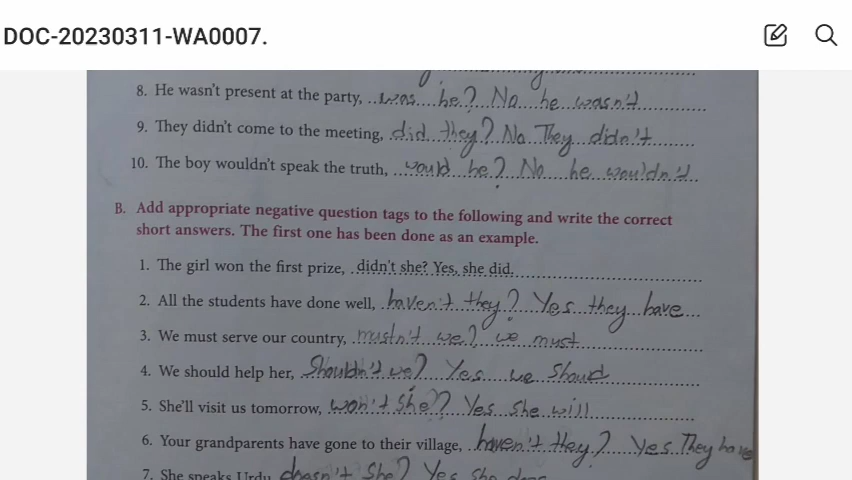 DOC-20230311-WA0007.
8. He wasn't present at the party, ..was he? No he wasn't
9. They didn't come to the meeting, did they? No They didn't
10. The boy wouldn't speak the truth, would he? No he wouldn't
B. Add appropriate negative question tags to the following and write the correct
short answers. The first one has been done as an example.
1. The girl won the first prize, didn't she? Yes, she did.
2. All the students have done well, haven't they? Yes they have
3. We must serve our country, mustn't we? we must
4. We should help her, Shouldn't we? Yes we Shoud
5. She'll visit us tomorrow, won't She? Yes She will
6. Your grandparents have gone to their village, haven't they? Yes They have
7. She speaks Urdu She? Yes She does